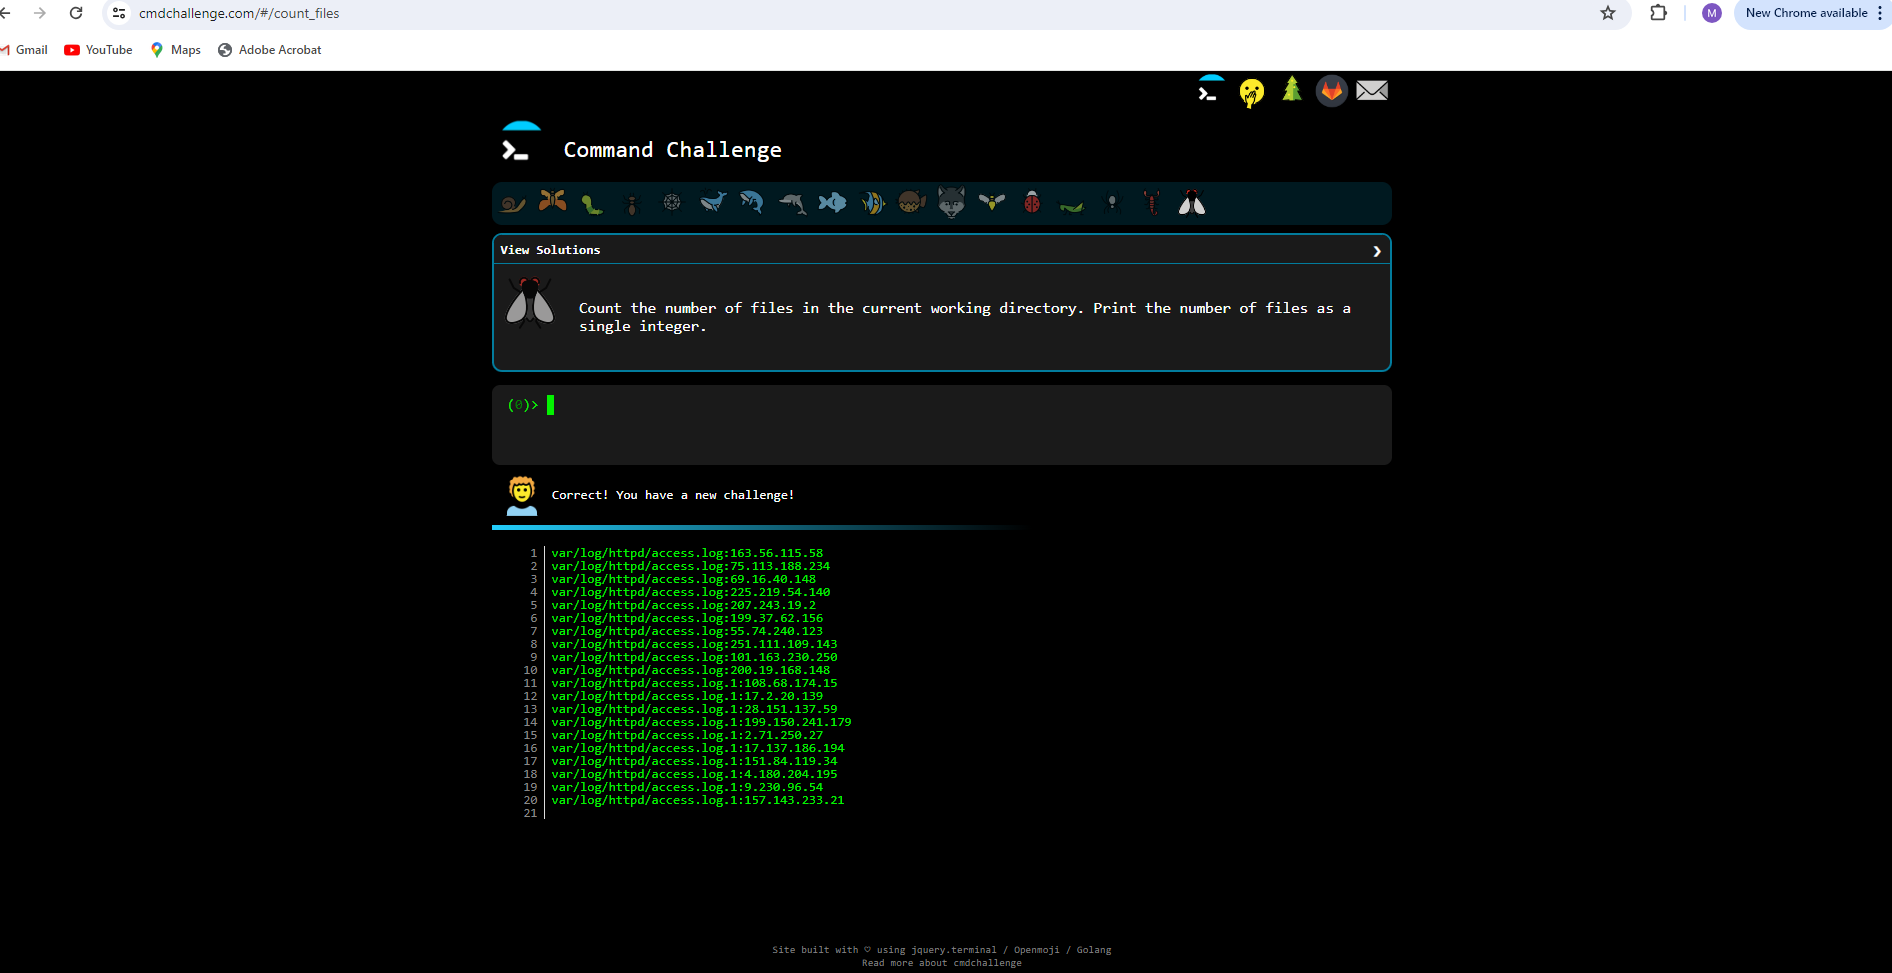 cmdchallenge.com/#/count_files
M
New Chrome available
Gmail
YouTube
Maps
Adobe Acrobat
Command Challenge
View Solutions
Count the number of files in the current working directory. Print the number of files as a
single integer.
(0)>
Correct! You have a new challenge!
1 var/log/httpd/access.log:163.56.115.58
2 var/log/httpd/access.log:75.113.188.234
3 var/log/httpd/access.log:69.16.40.148
4 var/log/httpd/access.log:225.219.54.140
5 var/log/httpd/access.log:207.243.19.2
6 var/log/httpd/access.log:199.37.62.156
7 var/log/httpd/access.log:55.74.240.123
8 var/log/httpd/access.log:251.111.109.143
9 var/log/httpd/access.log:101.163.230.250
10 var/log/httpd/access.log:200.19.168.148
11 var/log/httpd/access.log.1:108.68.174.15
12 var/log/httpd/access.log.1:17.2.20.139
13 var/log/httpd/access.log.1:28.151.137.59
14 var/log/httpd/access.log.1:199.150.241.179
15 var/log/httpd/access.log.1:2.71.250.27
16 var/log/httpd/access.log.1:17.137.186.194
17 var/log/httpd/access.log.1:151.84.119.34
18 var/log/httpd/access.log.1:4.180.204.195
19 var/log/httpd/access.log.1:9.230.96.54
20 var/log/httpd/access.log.1:157.143.233.21
21
Site built with ♡ using jquery.terminal / Openmoji / Golang
Read more about cmdchallenge